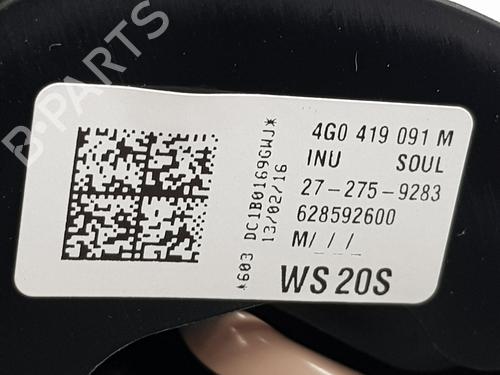 B-PARTS
4G0 419 091 M
INU SOUL
27-275-9283
628592600
M/_/_/_
WS 20S
*603 DC1B0169GWJ*
13/02/16